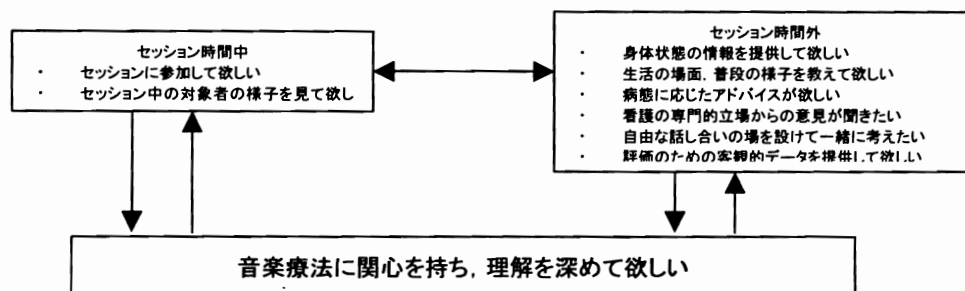 セッション時間中
・ セッションに参加して欲しい
・ セッション中の対象者の様子を見て欲し
セッション時間外
・ 身体状態の情報を提供して欲しい
・ 生活の場面，普段の様子を教えて欲しい
・ 病態に応じたアドバイスが欲しい
・ 看護の専門的立場からの意見が聞きたい
・ 自由な話し合いの場を設けて一緒に考えたい
・ 評価のための客観的データを提供して欲しい
音楽療法に関心を持ち，理解を深めて欲しい